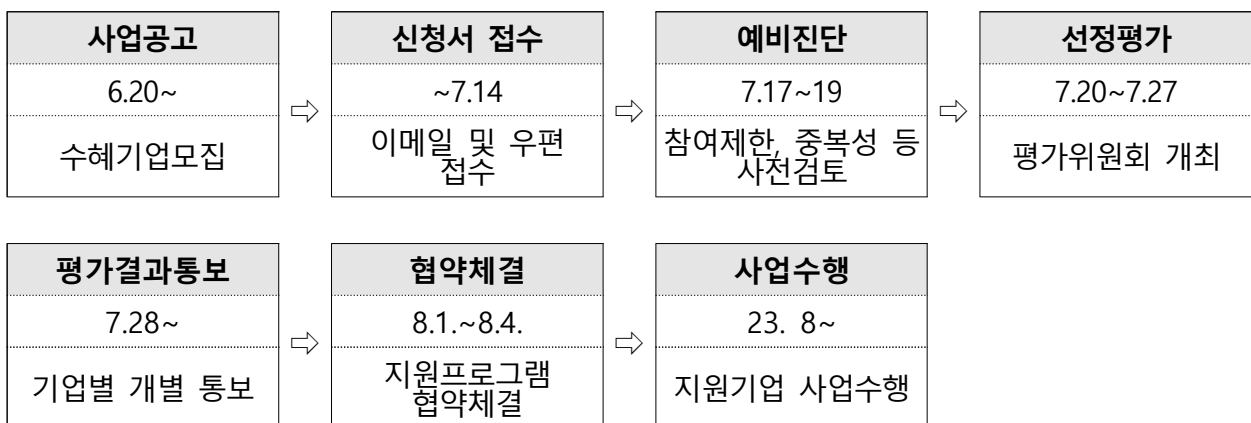 사업공고
6.20~
수혜기업모집
⇨
신청서 접수
~7.14
이메일 및 우편
접수
⇨
예비진단
7.17~19
참여제한, 중복성 등
사전검토
⇨
선정평가
7.20~7.27
평가위원회 개최
평가결과통보
7.28~
기업별 개별 통보
⇨
협약체결
8.1.~8.4.
지원프로그램
협약체결
⇨
사업수행
23. 8~
지원기업 사업수행